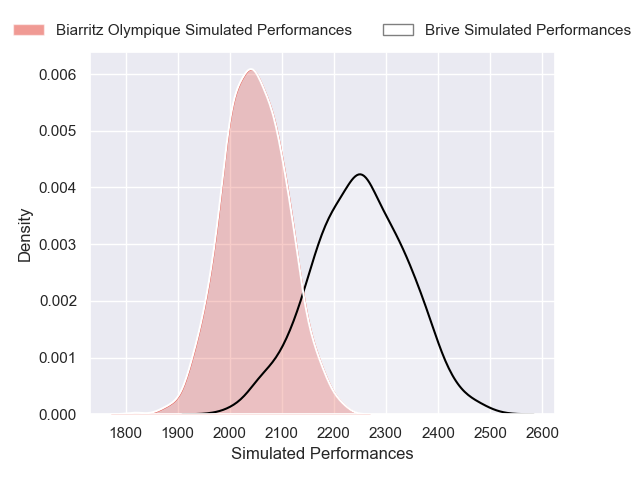 Biarritz Olympique Simulated Performances
Brive Simulated Performances
0.006
0.005
0.004
0.003
0.002
0.001
0.000
Density
1800 1900 2000 2100 2200 2300 2400 2500 2600
Simulated Performances